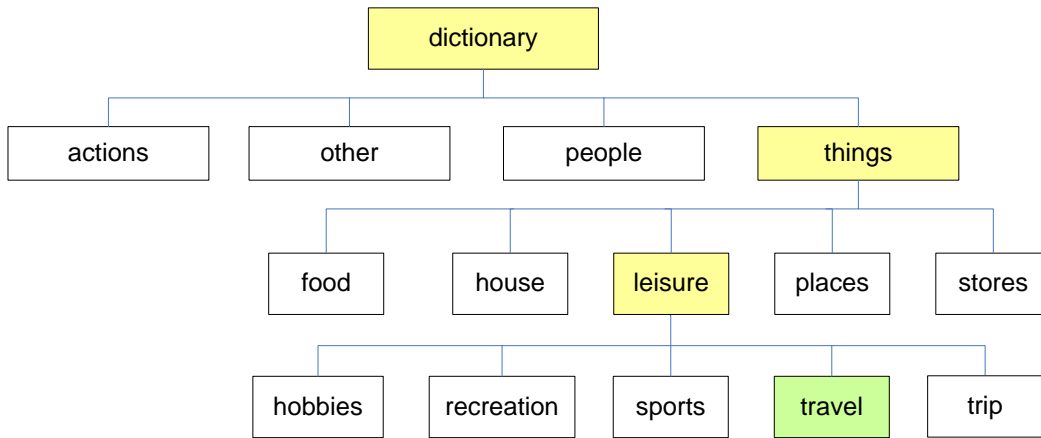 dictionary
actions other people things
food house leisure places stores
hobbies recreation sports travel trip